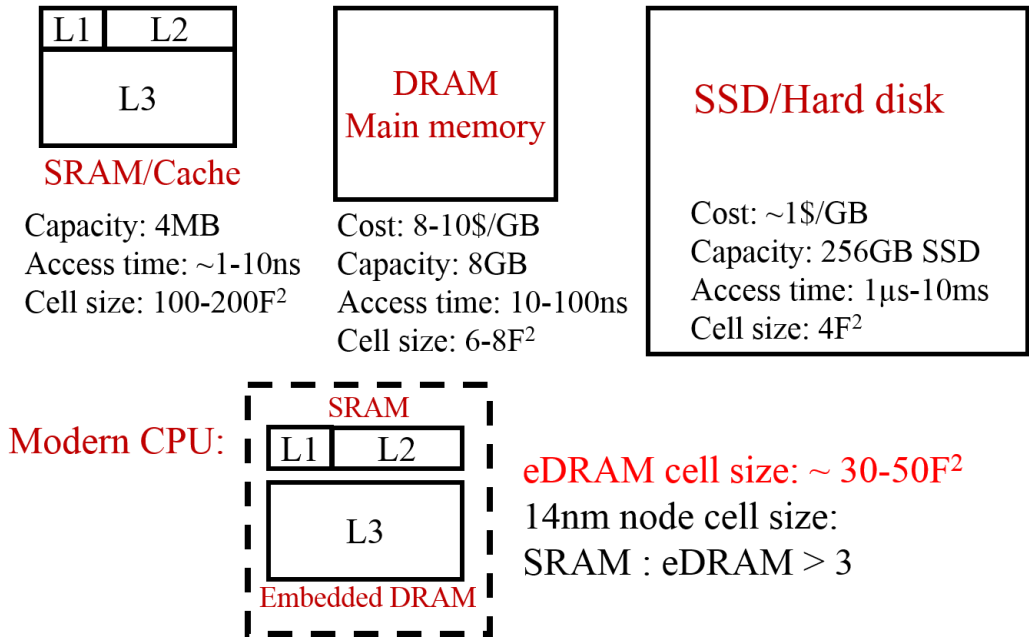 L1 L2
L3
SRAM/Cache
Capacity: 4MB
Access time: ~1-10ns
Cell size: 100-200F²
DRAM
Main memory
Cost: 8-10$/GB
Capacity: 8GB
Access time: 10-100ns
Cell size: 6-8F²
SSD/Hard disk
Cost: ~1$/GB
Capacity: 256GB SSD
Access time: 1µs-10ms
Cell size: 4F²
Modern CPU:
SRAM
L1 L2
L3
Embedded DRAM
eDRAM cell size: ~ 30-50F²
14nm node cell size:
SRAM : eDRAM > 3